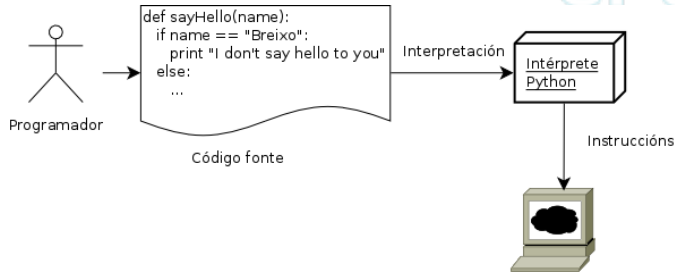 def sayHello(name):
if name == "Breixo":
print "I don't say hello to you"
else:
...
Programador
Código fonte
Interpretación
Intérprete
Python
Instruccións